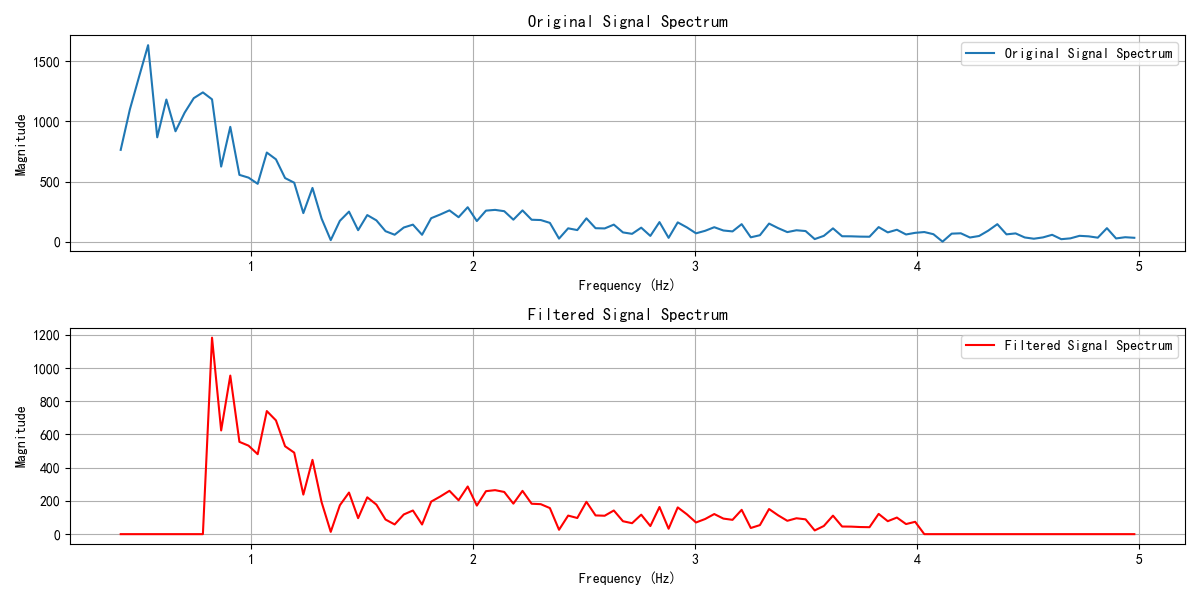 Original Signal Spectrum
Original Signal Spectrum
1500
1000
500
0
Magnitude
1 2 3 4 5
Frequency (Hz)
Filtered Signal Spectrum
Filtered Signal Spectrum
1200
1000
800
600
400
200
0
Magnitude
1 2 3 4 5
Frequency (Hz)